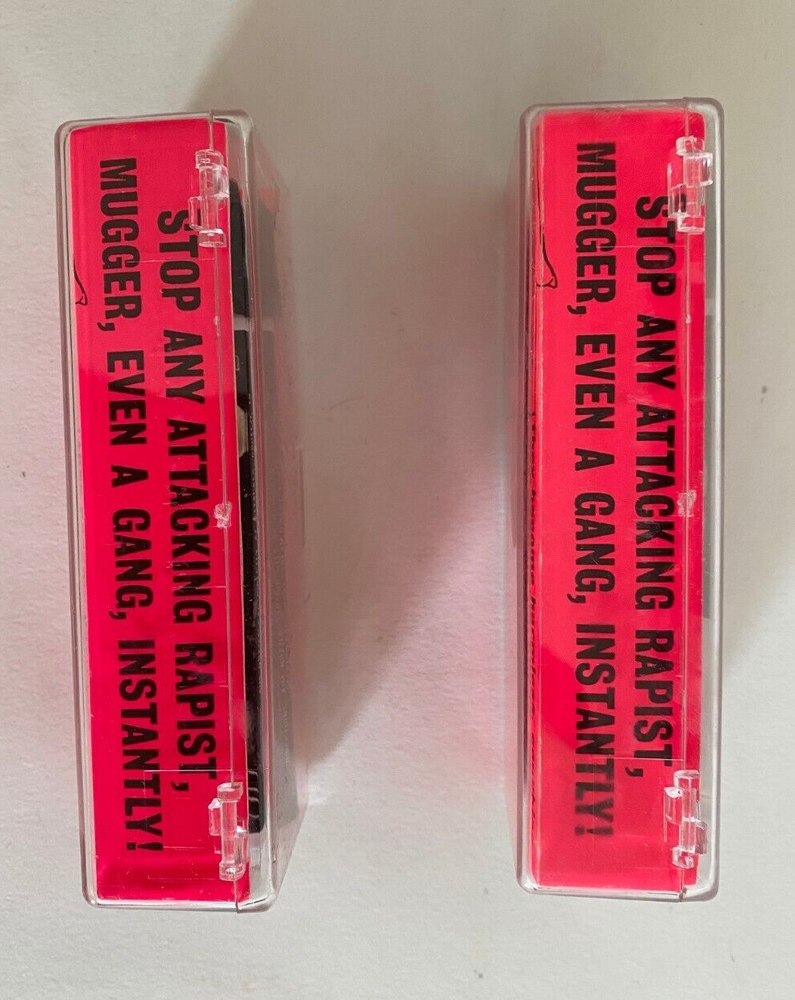 STOP ANY ATTACKING RAPIST,
MUGGER, EVEN A GANG, INSTANTLY!
STOP ANY ATTACKING RAPIST,
MUGGER, EVEN A GANG, INSTANTLY!